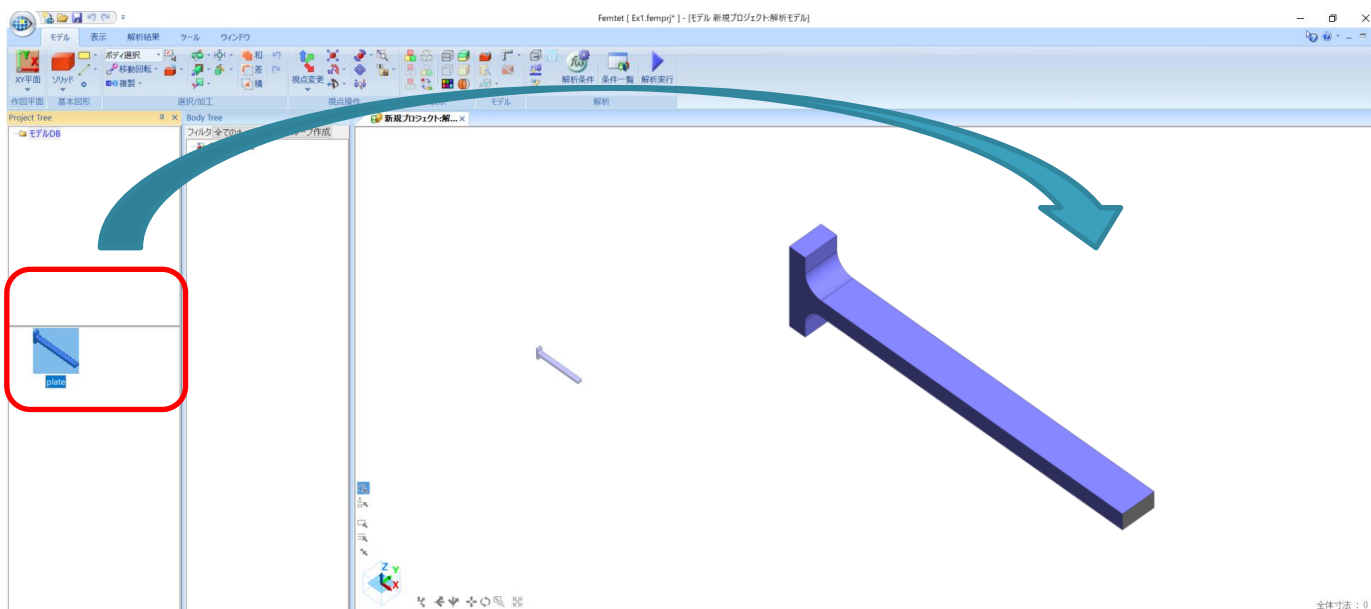 Femtet [ Ex1.femprj* ] - [モデル 新規プロジェクト:解析モデル]
モデル 表示 解析結果 ツール ウィンドウ
ボディ選択
移動回転
複製
XY平面 ソリッド
和
差
積
視点変更
解析条件 条件一覧 解析実行
作図平面 基本図形 選択/加工 視点操作 モデル 解析
Project Tree Body Tree
新規プロジェクト:解...
モデルDB
フィルタ
plate
Z
Y
X
全体寸法 : 0